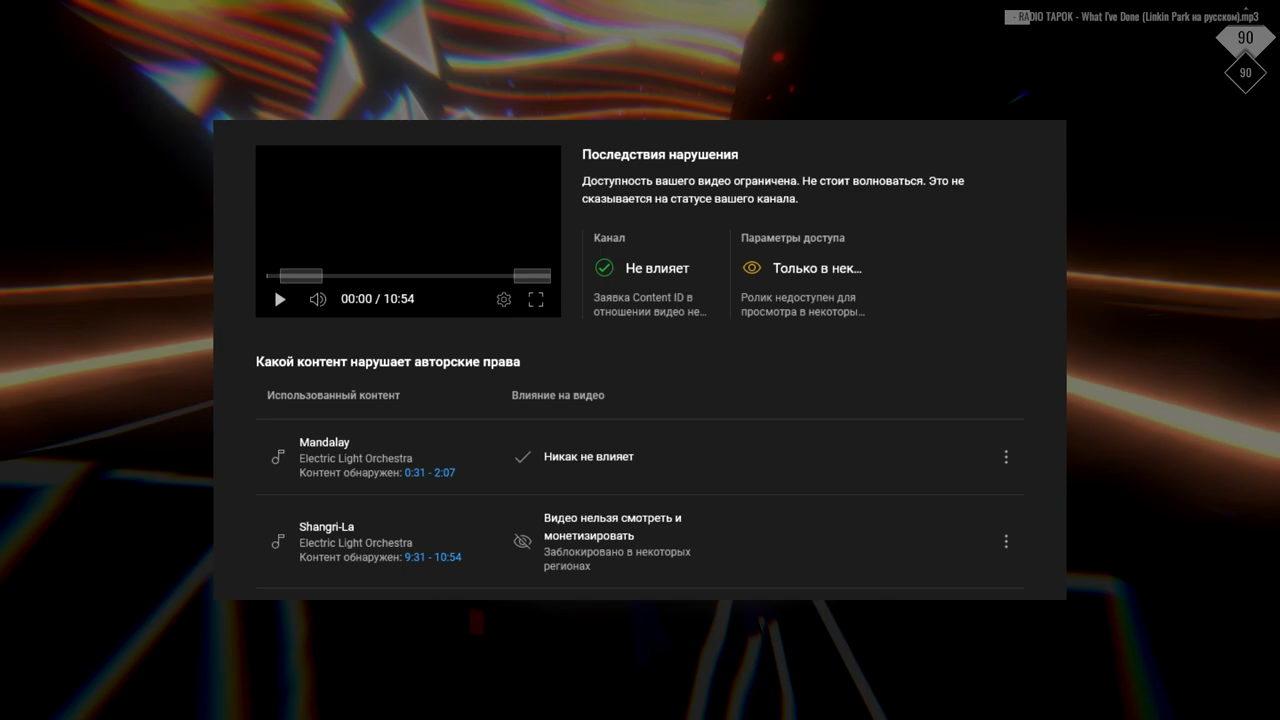 - RADIO TAPOK - What I've Done (Linkin Park на русском).mp3
90
90
Последствия нарушения
Доступность вашего видео ограничена. Не стоит волноваться. Это не
сказывается на статусе вашего канала.
Канал
Параметры доступа
Не влияет
Только в нек...
Заявка Content ID в
отношении видео не...
Ролик недоступен для
просмотра в некоторы...
00:00 / 10:54
Какой контент нарушает авторские права
Использованный контент
Влияние на видео
Mandalay
Electric Light Orchestra
Контент обнаружен: 0:31 - 2:07
Никак не влияет
Shangri-La
Electric Light Orchestra
Контент обнаружен: 9:31 - 10:54
Видео нельзя смотреть и
монетизировать
Заблокировано в некоторых
регионах